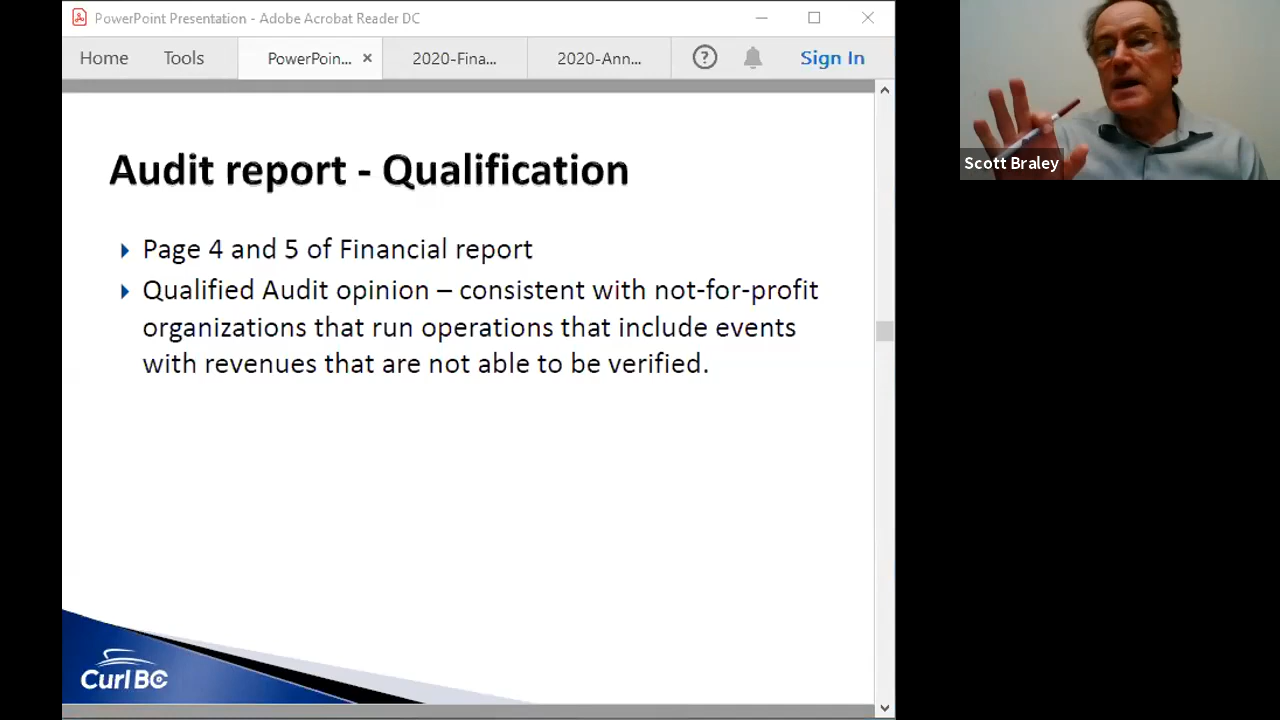 PowerPoint Presentation - Adobe Acrobat Reader DC
Home Tools PowerPoin... × 2020-Fina... 2020-Ann... ? Sign In
Scott Braley
Audit report - Qualification
Page 4 and 5 of Financial report
Qualified Audit opinion – consistent with not-for-profit
organizations that run operations that include events
with revenues that are not able to be verified.
Curl BC